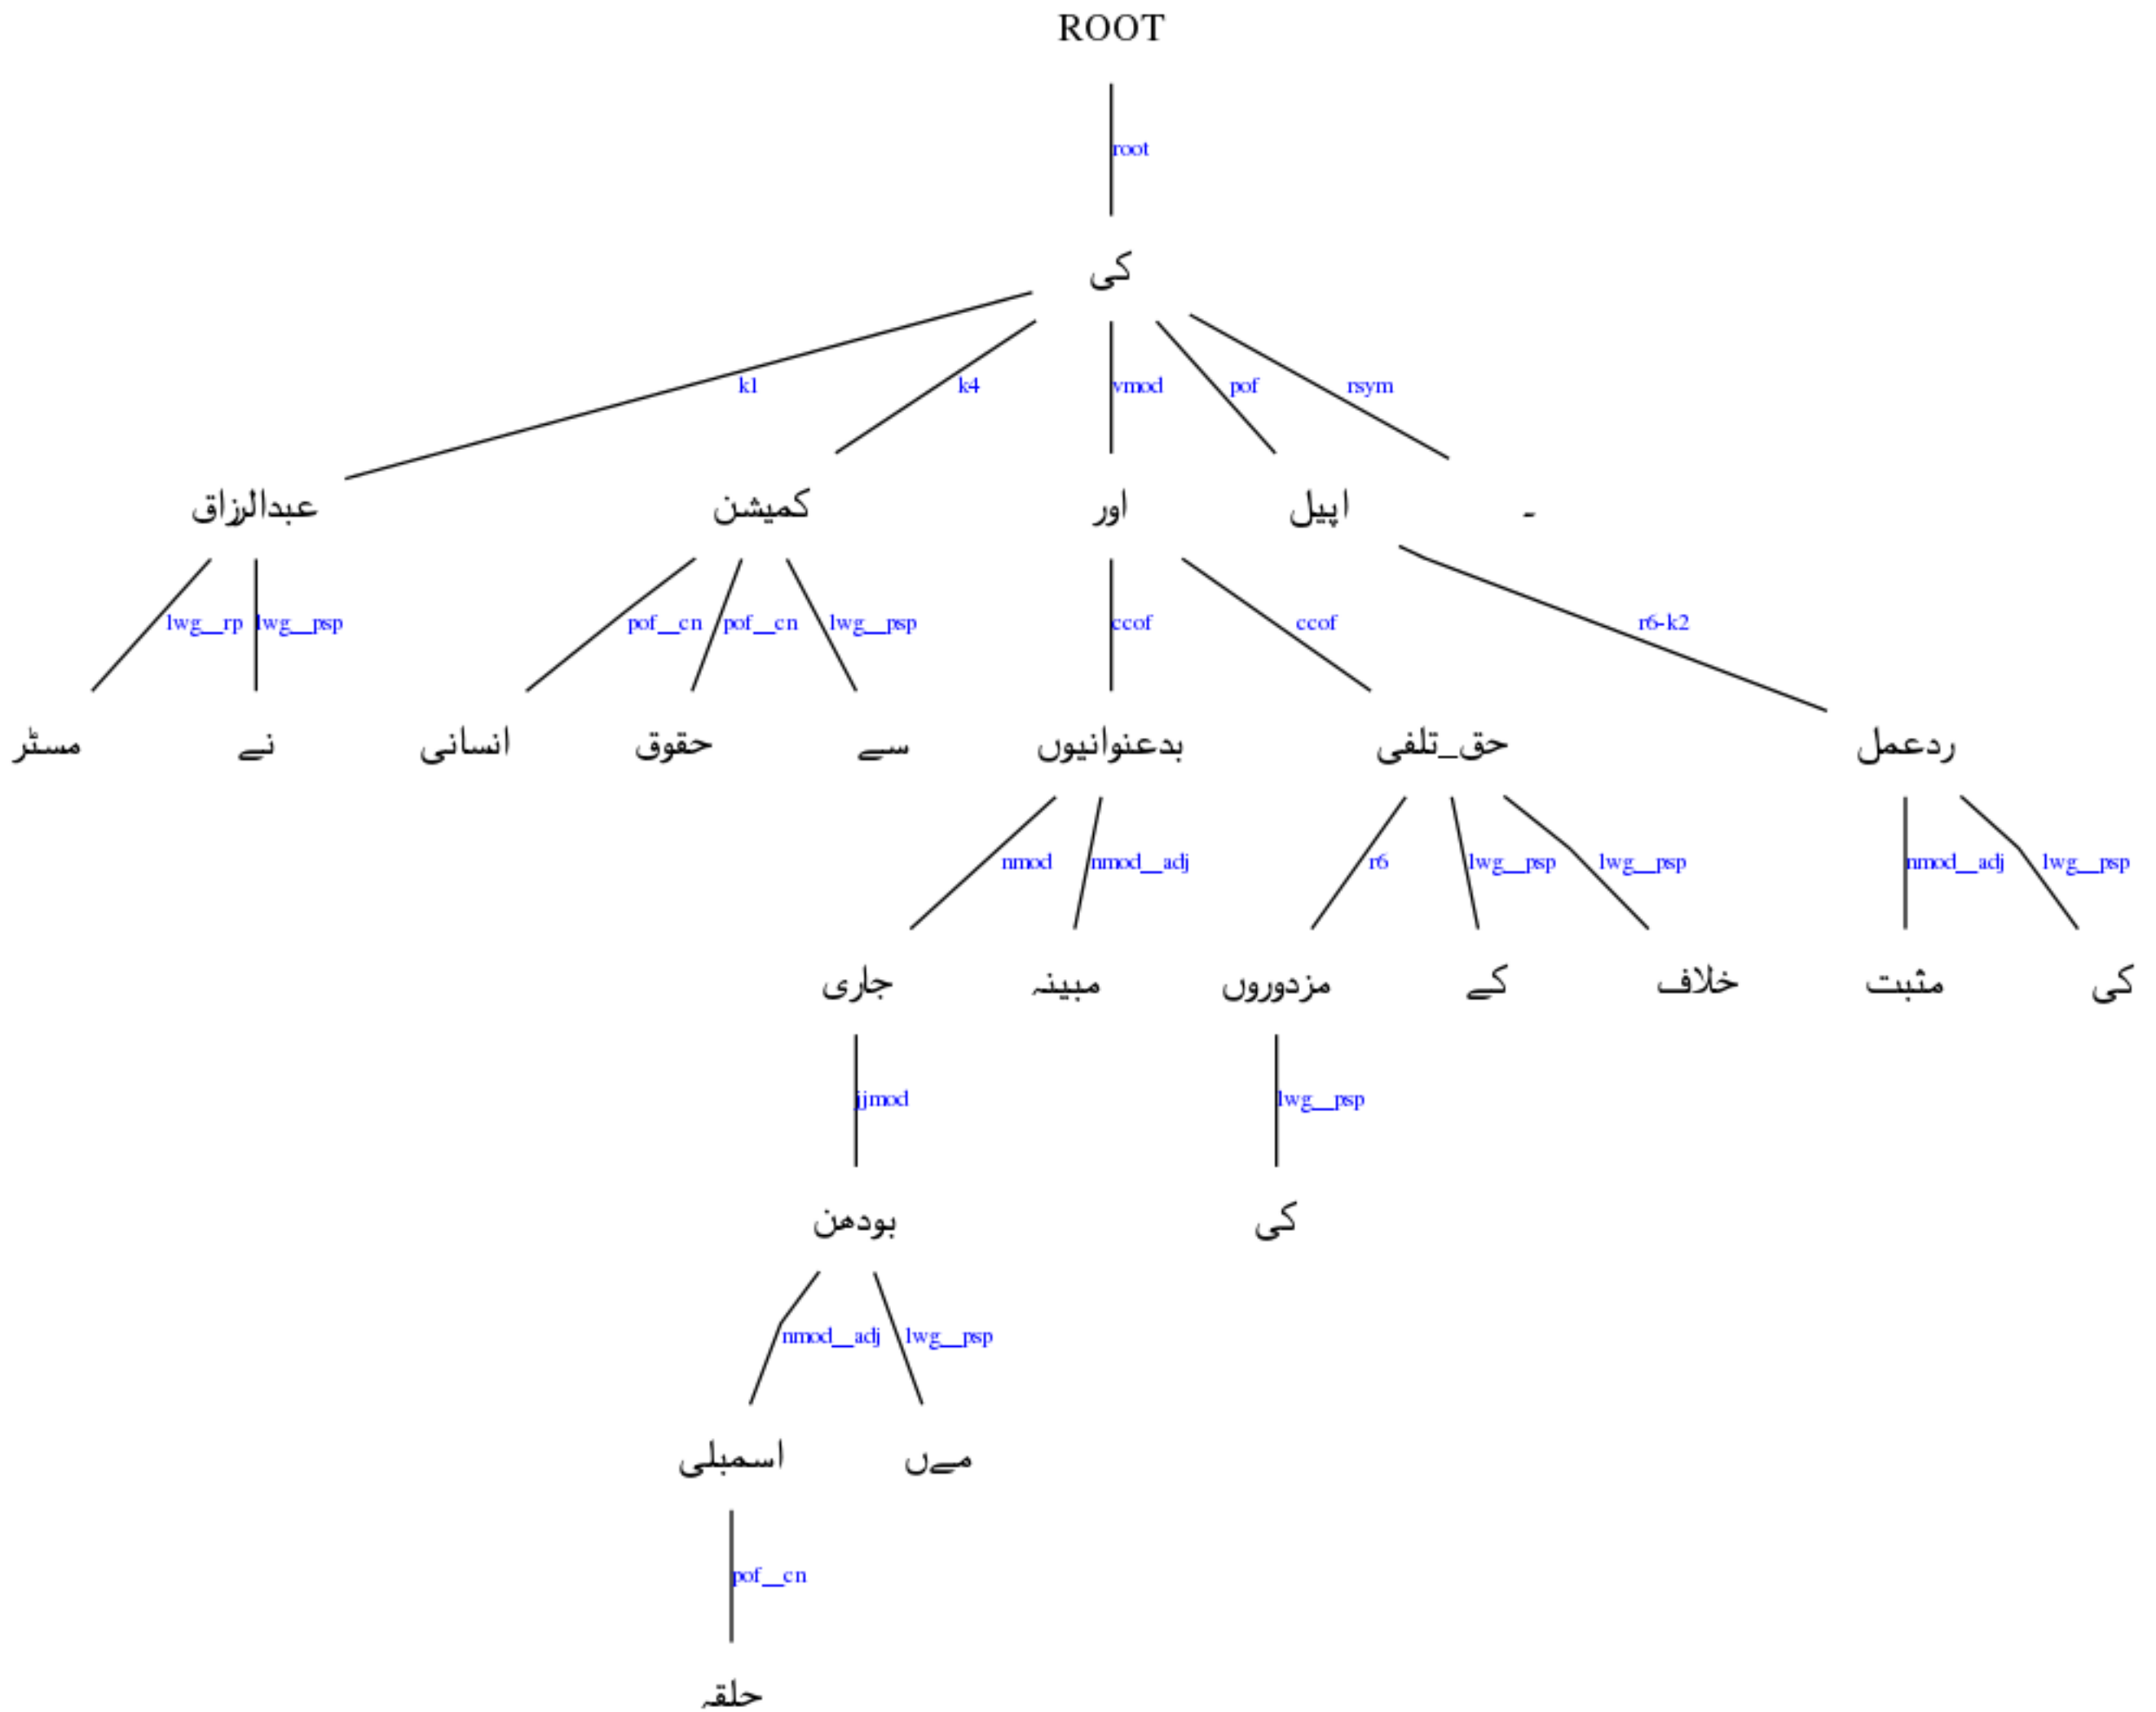 ROOT
root
کی
k1 k4 vmod pof rsym
عبدالرزاق کمیشن اور اپیل ۔
lwg__rp lwg__psp pof__cn pof__cn lwg__psp ccof ccof r6-k2
مسٹر نے انسانی حقوق سے بدعنوانیوں حق_تلفی ردعمل
nmod nmod__adj r6 lwg__psp lwg__psp nmod__adj lwg__psp
جاری مبینہ مزدوروں کے خلاف مثبت کی
jjmod lwg__psp
بودھن کی
nmod__adj lwg__psp
اسمبلی مےں
pof__cn
حلقہ